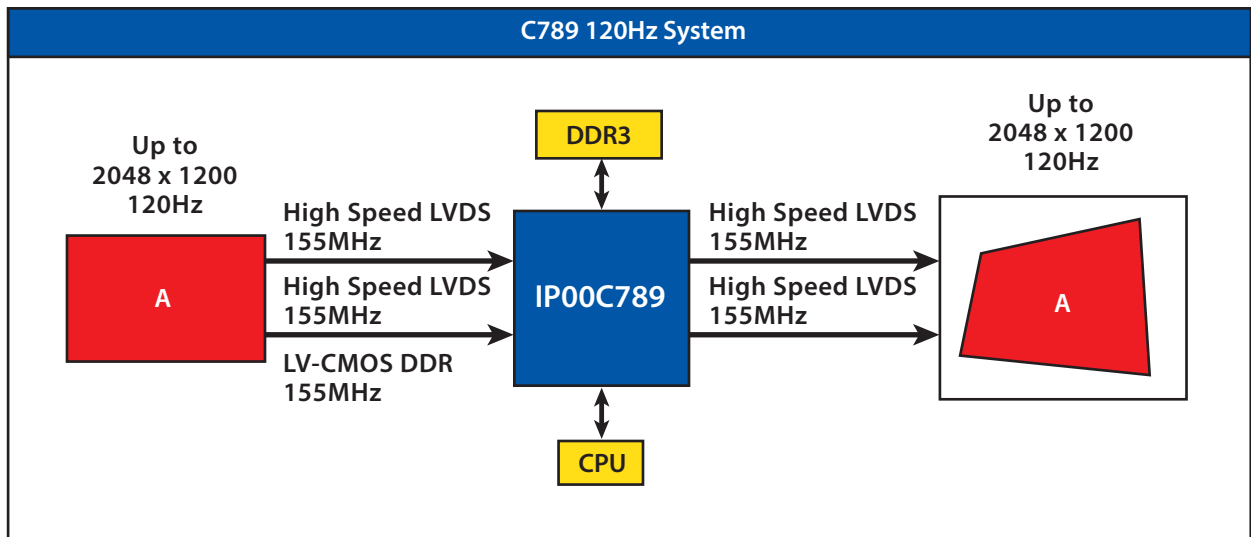 C789 120Hz System
Up to
2048 x 1200
120Hz
A
High Speed LVDS
155MHz
High Speed LVDS
155MHz
LV-CMOS DDR
155MHz
DDR3
IP00C789
CPU
High Speed LVDS
155MHz
High Speed LVDS
155MHz
Up to
2048 x 1200
120Hz
A